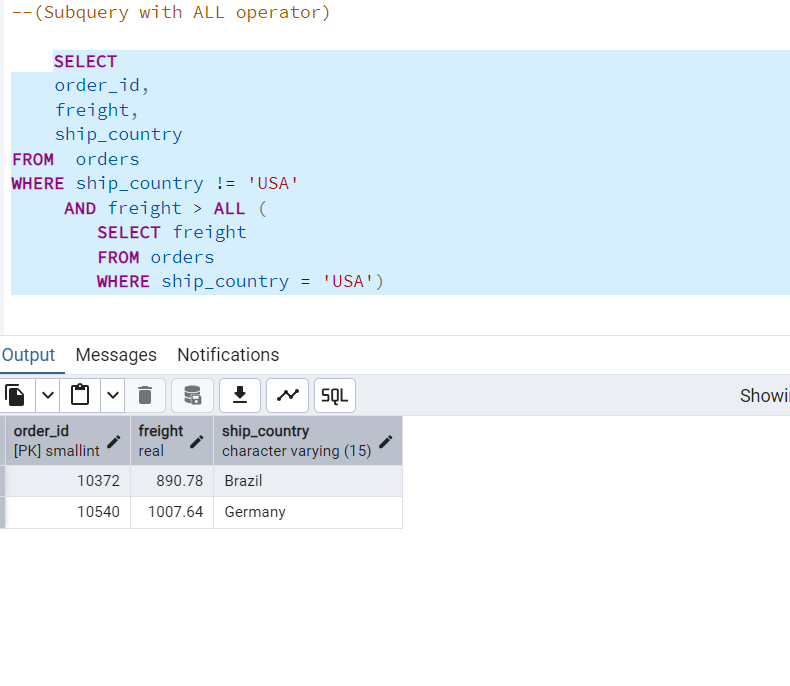 --(Subquery with ALL operator)
SELECT
order_id,
freight,
ship_country
FROM  orders
WHERE ship_country != 'USA'
AND freight > ALL (
SELECT freight
FROM orders
WHERE ship_country = 'USA')
Output Messages Notifications
SQL Showi
order_id freight ship_country
[PK] smallint real character varying (15)
10372 890.78 Brazil
10540 1007.64 Germany